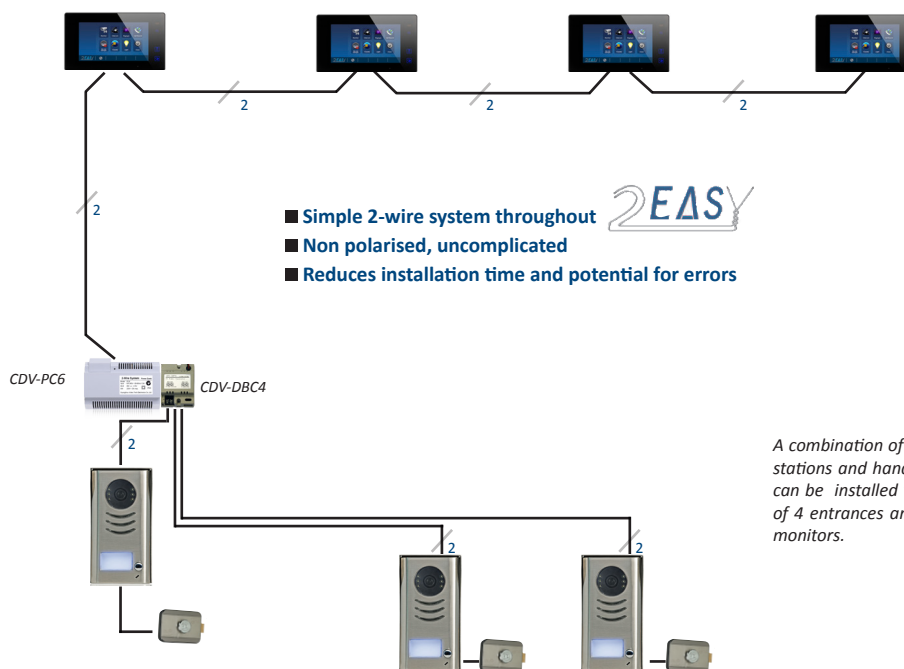 2
2
2
2
2EASY
■ Simple 2-wire system throughout
■ Non polarised, uncomplicated
■ Reduces installation time and potential for errors
CDV-PC6
CDV-DBC4
2
2
2
A combination of
stations and hand
can be installed
of 4 entrances an
monitors.